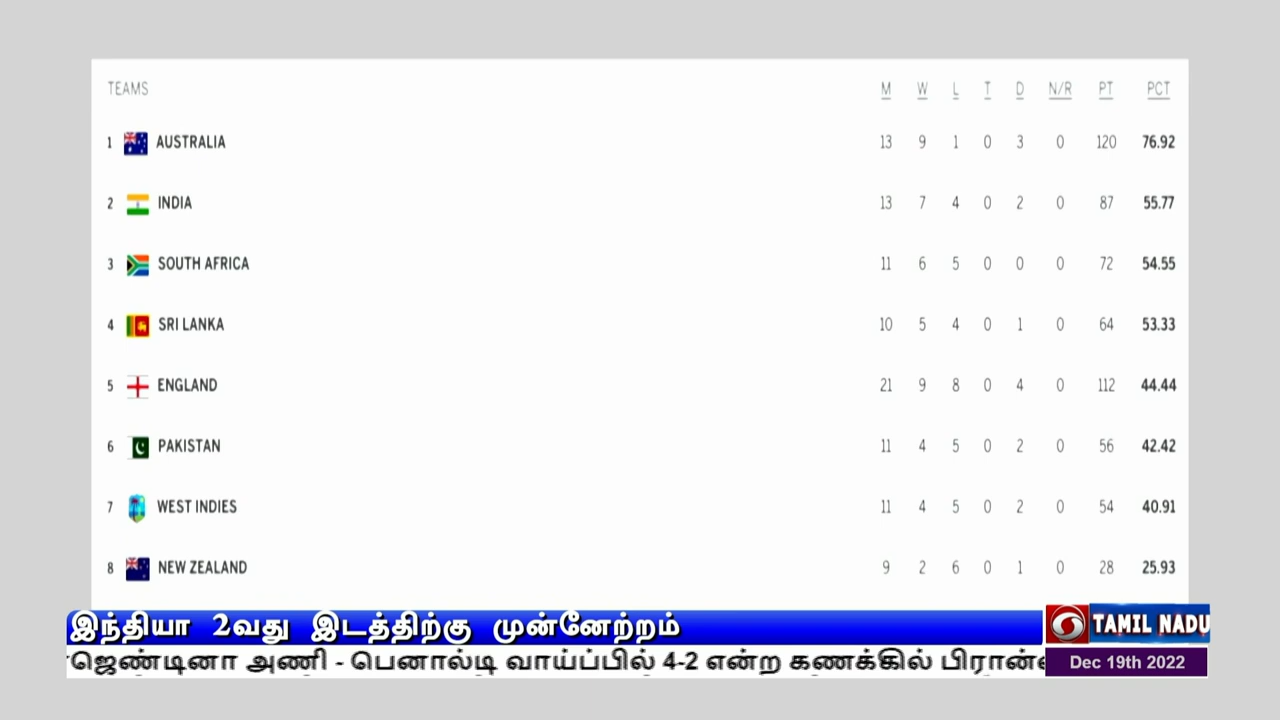 TEAMS M W L T D N/R PT PCT
1 AUSTRALIA 13 9 1 0 3 0 120 76.92
2 INDIA 13 7 4 0 2 0 87 55.77
3 SOUTH AFRICA 11 6 5 0 0 0 72 54.55
4 SRI LANKA 10 5 4 0 1 0 64 53.33
5 ENGLAND 21 9 8 0 4 0 112 44.44
6 PAKISTAN 11 4 5 0 2 0 56 42.42
7 WEST INDIES 11 4 5 0 2 0 54 40.91
8 NEW ZEALAND 9 2 6 0 1 0 28 25.93
இந்தியா 2வது இடத்திற்கு முன்னேற்றம்
TAMIL NADU
ஜெண்டினா அணி - பெனால்டி வாய்ப்பில் 4-2 என்ற கணக்கில்
Dec 19th 2022